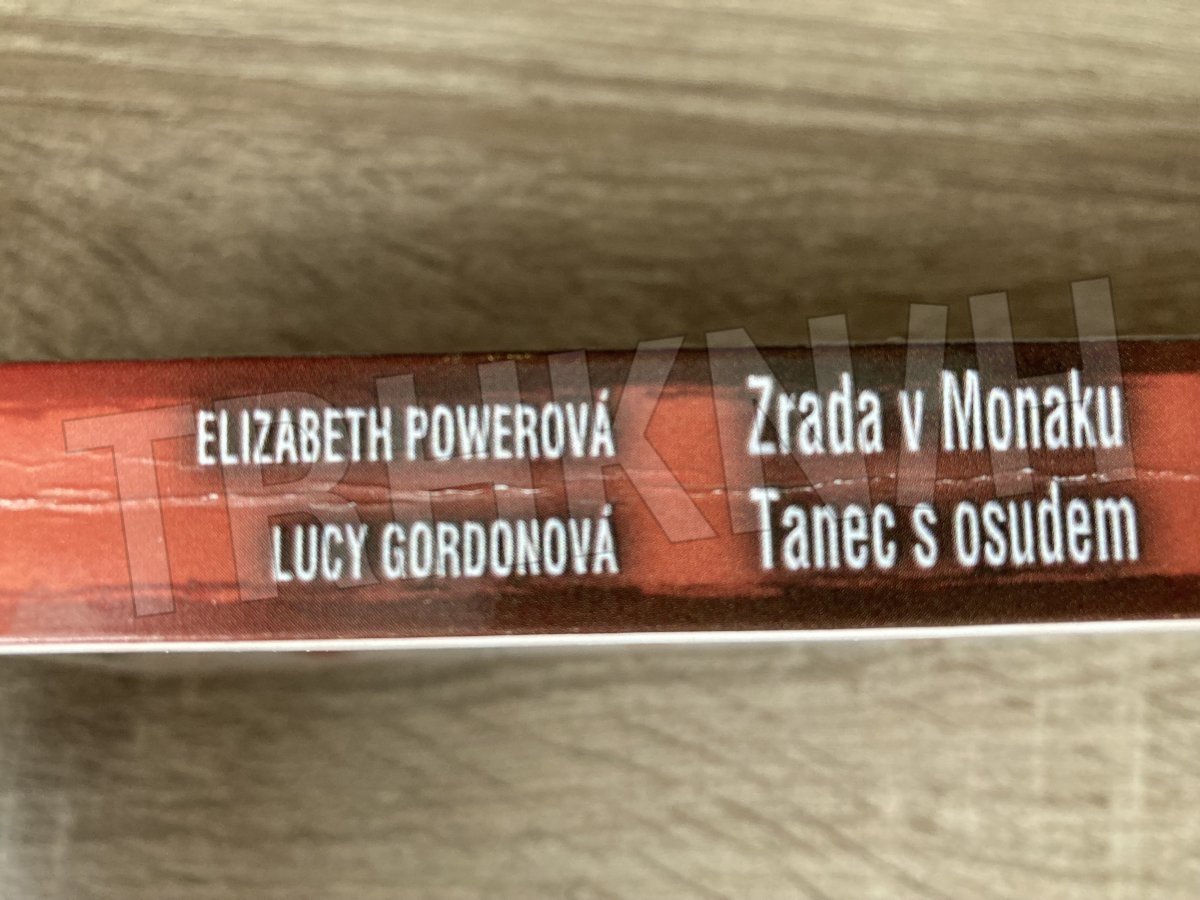 ELIZABETH POWEROVÁ Zrada v Monaku
LUCY GORDONOVÁ Tanec s osudem
TRHKNIH